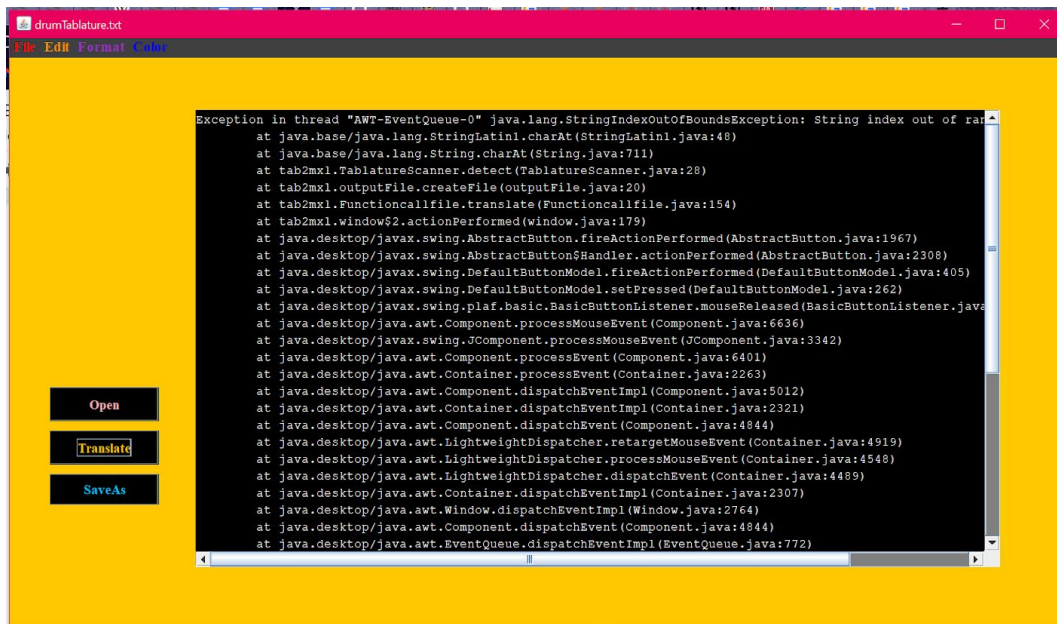 drumTablature.txt
File Edit Format Color
Exception in thread "AWT-EventQueue-0" java.lang.StringIndexOutOfBoundsException: String index out of
at java.base/java.lang.StringLatin1.charAt(StringLatin1.java:48)
at java.base/java.lang.String.charAt(String.java:711)
at tab2mxl.TablatureScanner.detect(TablatureScanner.java:28)
at tab2mxl.outputFile.createFile(outputFile.java:20)
at tab2mxl.Functioncallfile.translate(Functioncallfile.java:154)
at tab2mxl.window$2.actionPerformed(window.java:179)
at java.desktop/javax.swing.AbstractButton.fireActionPerformed(AbstractButton.java:1967)
at java.desktop/javax.swing.AbstractButton$Handler.actionPerformed(AbstractButton.java:2308)
at java.desktop/javax.swing.DefaultButtonModel.fireActionPerformed(DefaultButtonModel.java:405)
at java.desktop/javax.swing.DefaultButtonModel.setPressed(DefaultButtonModel.java:262)
at java.desktop/javax.swing.plaf.basic.BasicButtonListener.mouseReleased(BasicButtonListener.java
at java.desktop/java.awt.Component.processMouseEvent(Component.java:6636)
at java.desktop/javax.swing.JComponent.processMouseEvent(JComponent.java:3342)
at java.desktop/java.awt.Component.processEvent(Component.java:6401)
at java.desktop/java.awt.Container.processEvent(Container.java:2263)
at java.desktop/java.awt.Component.dispatchEventImpl(Component.java:5012)
at java.desktop/java.awt.Container.dispatchEventImpl(Container.java:2321)
at java.desktop/java.awt.Component.dispatchEvent(Component.java:4844)
at java.desktop/java.awt.LightweightDispatcher.retargetMouseEvent(Container.java:4919)
at java.desktop/java.awt.LightweightDispatcher.processMouseEvent(Container.java:4548)
at java.desktop/java.awt.LightweightDispatcher.dispatchEvent(Container.java:4489)
at java.desktop/java.awt.Container.dispatchEventImpl(Container.java:2307)
at java.desktop/java.awt.Window.dispatchEventImpl(Window.java:2764)
at java.desktop/java.awt.Component.dispatchEvent(Component.java:4844)
at java.desktop/java.awt.EventQueue.dispatchEventImpl(EventQueue.java:772)
Open
Translate
SaveAs